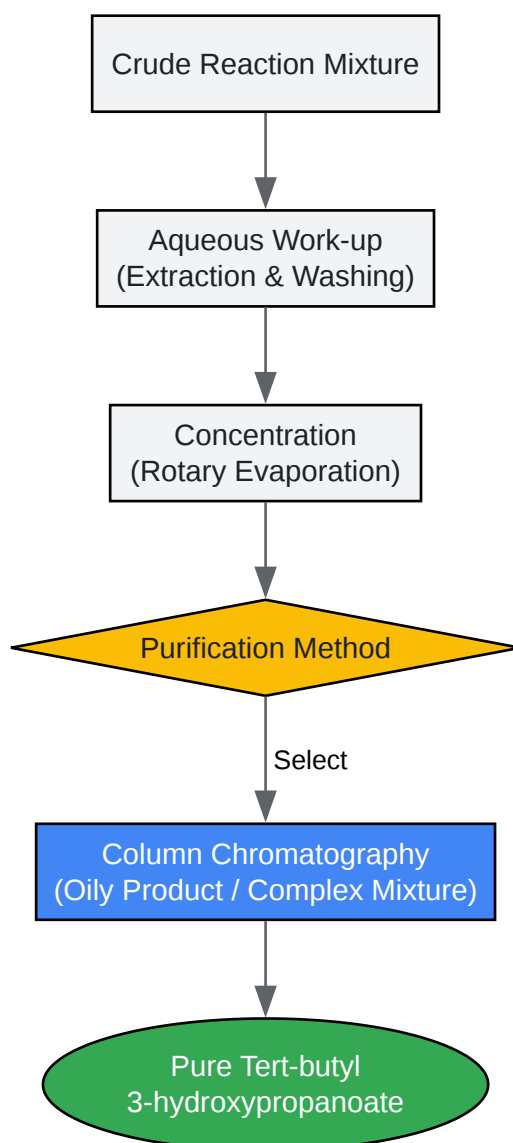 Crude Reaction Mixture
Aqueous Work-up
(Extraction & Washing)
Concentration
(Rotary Evaporation)
Purification Method
Select
Column Chromatography
(Oily Product / Complex Mixture)
Pure Tert-butyl
3-hydroxypropanoate